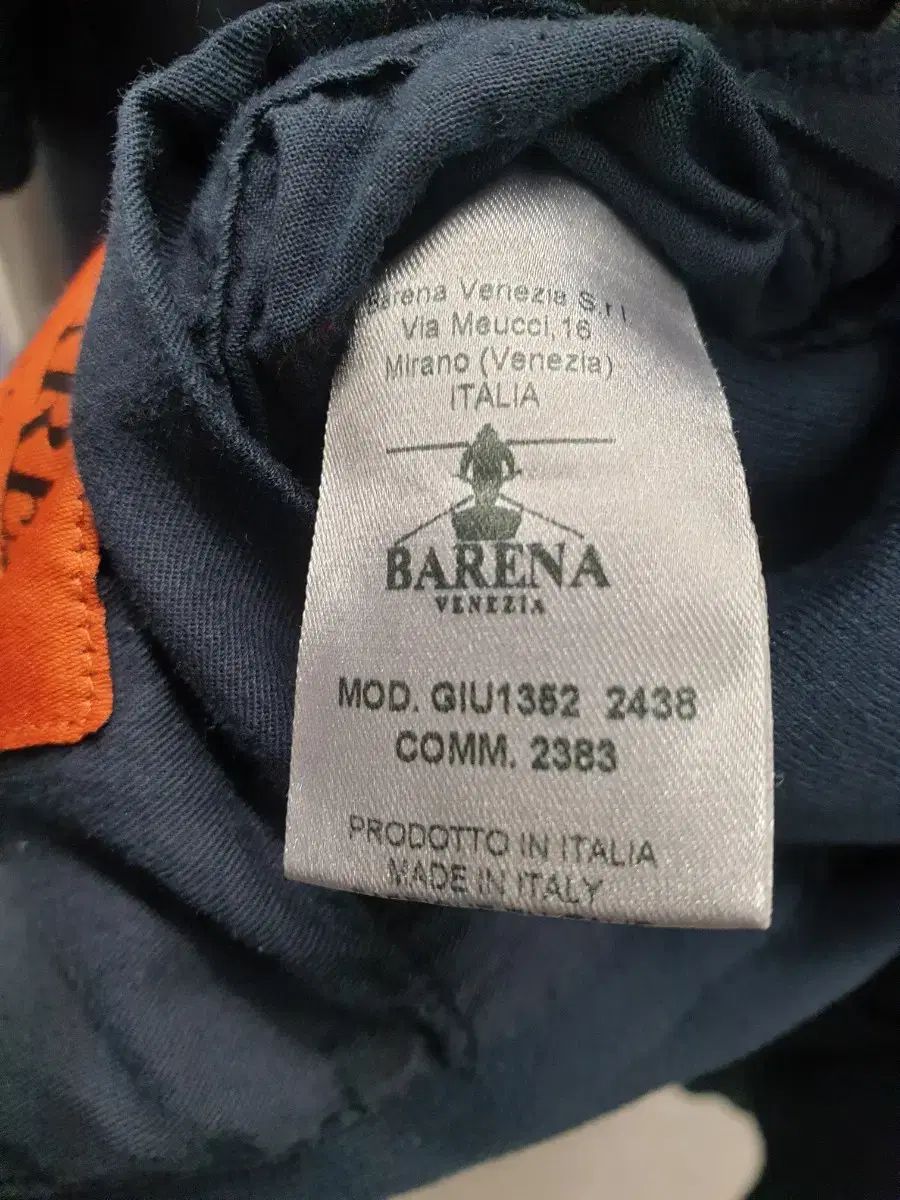 Barena Venezia S.r.l
Via Meucci,16
Mirano (Venezia)
ITALIA
BARENA
VENEZIA
MOD. GIU1352 2438
COMM. 2383
PRODOTTO IN ITALIA
MADE IN ITALY